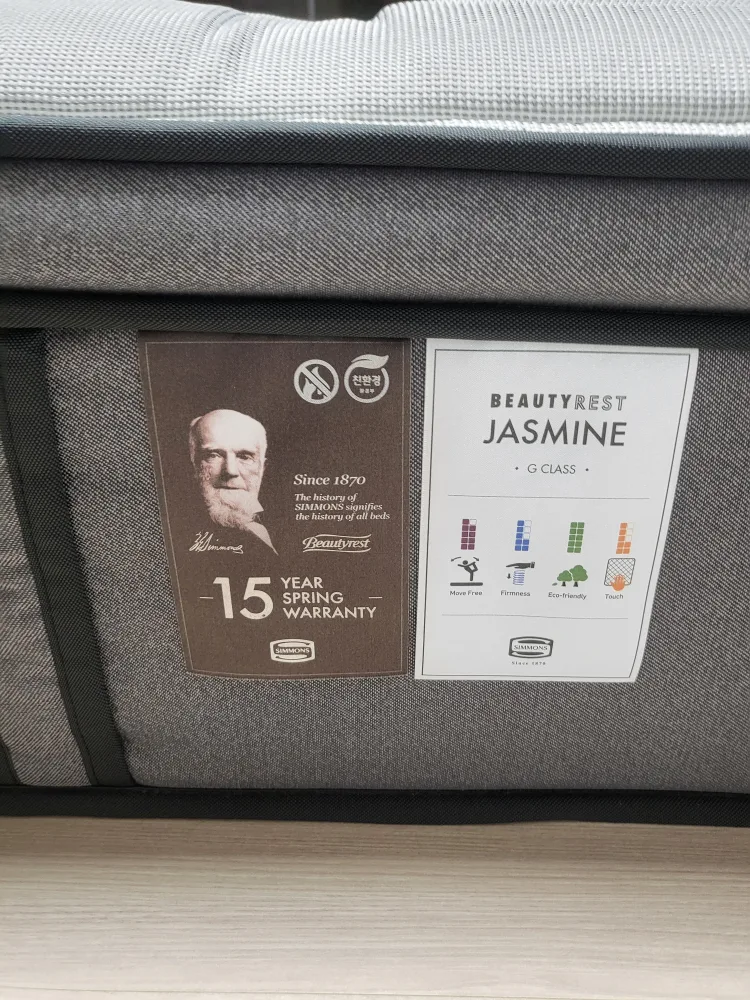 친환경
Since 1870
The history of
SIMMONS signifies
the history of all beds
Beautyrest
15 YEAR
SPRING
WARRANTY
SIMMONS
BEAUTYREST
JASMINE
• G CLASS •
Move Free
Firmness
Eco-friendly
Touch
SIMMONS
Since 1870